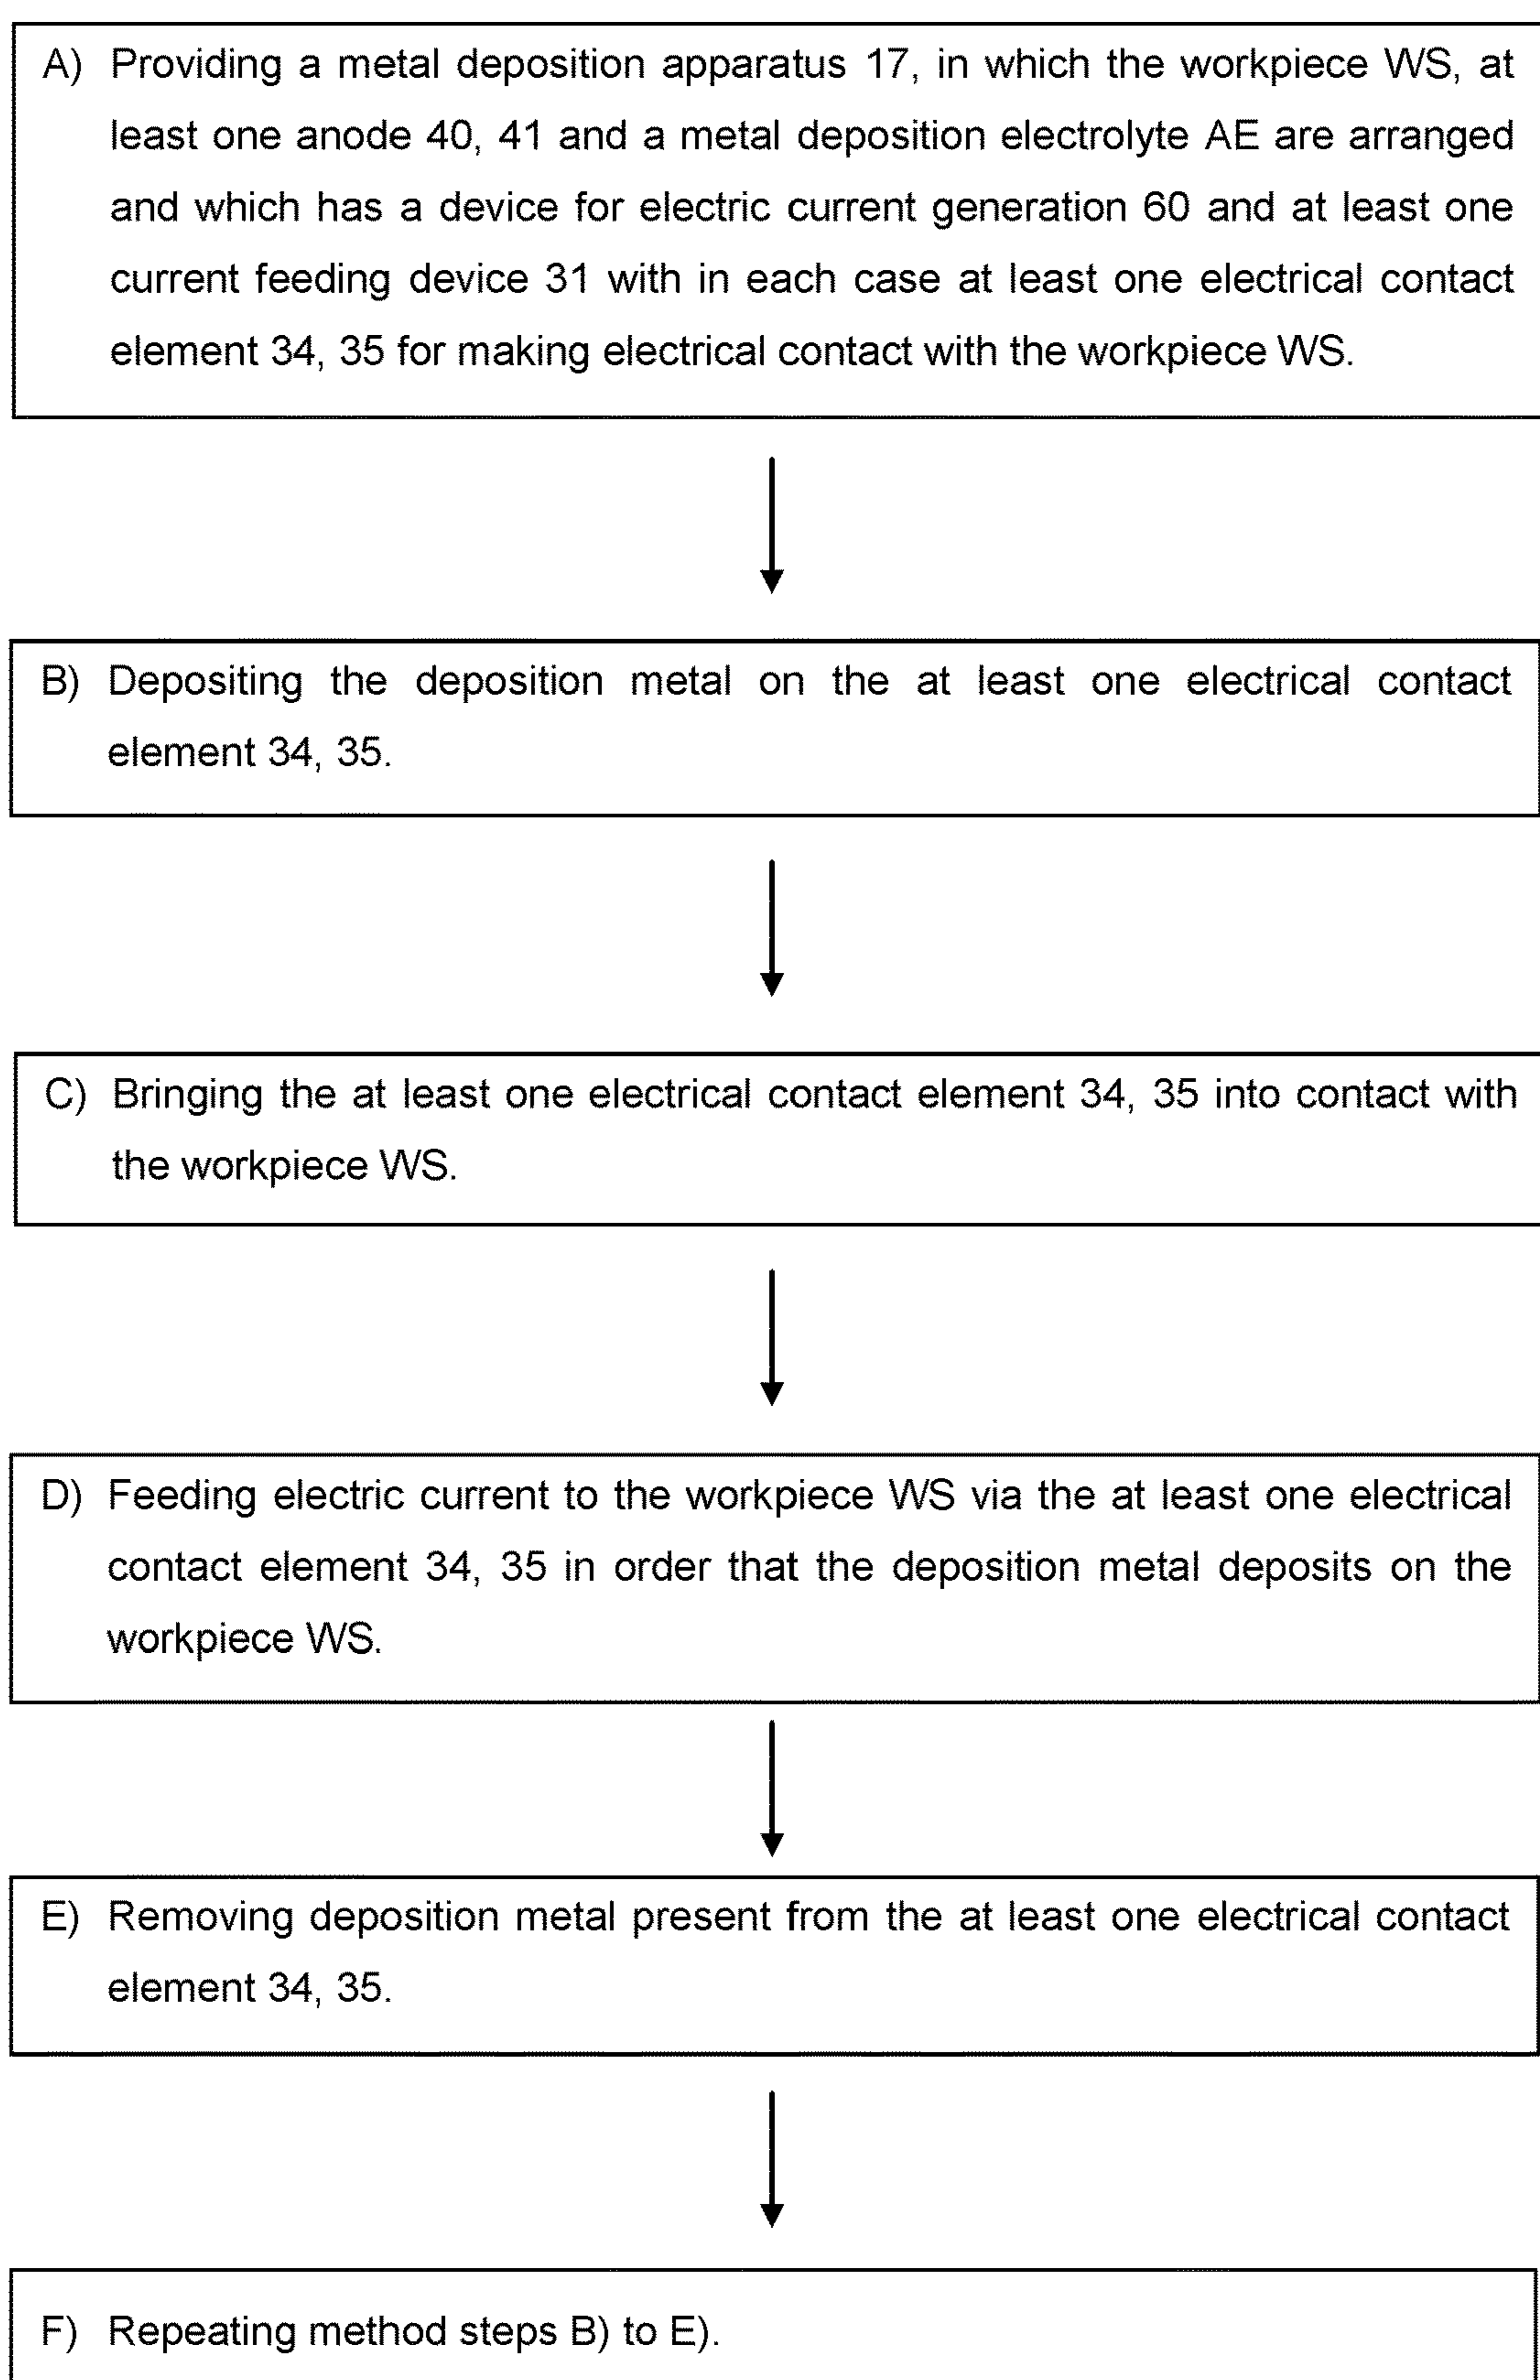 A) Providing a metal deposition apparatus 17, in which the workpiece WS, at
least one anode 40, 41 and a metal deposition electrolyte AE are arranged
and which has a device for electric current generation 60 and at least one
current feeding device 31 with in each case at least one electrical contact
element 34, 35 for making electrical contact with the workpiece WS.
B) Depositing the deposition metal on the at least one electrical contact
element 34, 35.
C) Bringing the at least one electrical contact element 34, 35 into contact with
the workpiece WS.
D) Feeding electric current to the workpiece WS via the at least one electrical
contact element 34, 35 in order that the deposition metal deposits on the
workpiece WS.
E) Removing deposition metal present from the at least one electrical contact
element 34, 35.
F) Repeating method steps B) to E).